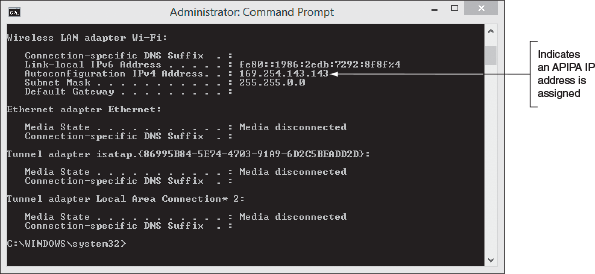 Administrator: Command Prompt
Wireless LAN adapter Wi-Fi:
Connection-specific DNS Suffix . :
Link-local IPv6 Address . . . . . : fe80::1986:2edb:7292:8f8f%4
Autoconfiguration IPv4 Address. . : 169.254.143.143
Subnet Mask . . . . . . . . . . . : 255.255.0.0
Default Gateway . . . . . . . . . :
Indicates
an APIPA IP
address is
assigned
Ethernet adapter Ethernet:
Media State . . . . . . . . . . . : Media disconnected
Connection-specific DNS Suffix . :
Tunnel adapter isatap.{86995B84-5E74-4703-91A9-6D2C5BEADD2D}:
Media State . . . . . . . . . . . : Media disconnected
Connection-specific DNS Suffix . :
Tunnel adapter Local Area Connection* 2:
Media State . . . . . . . . . . . : Media disconnected
Connection-specific DNS Suffix . :
C:\WINDOWS\system32>